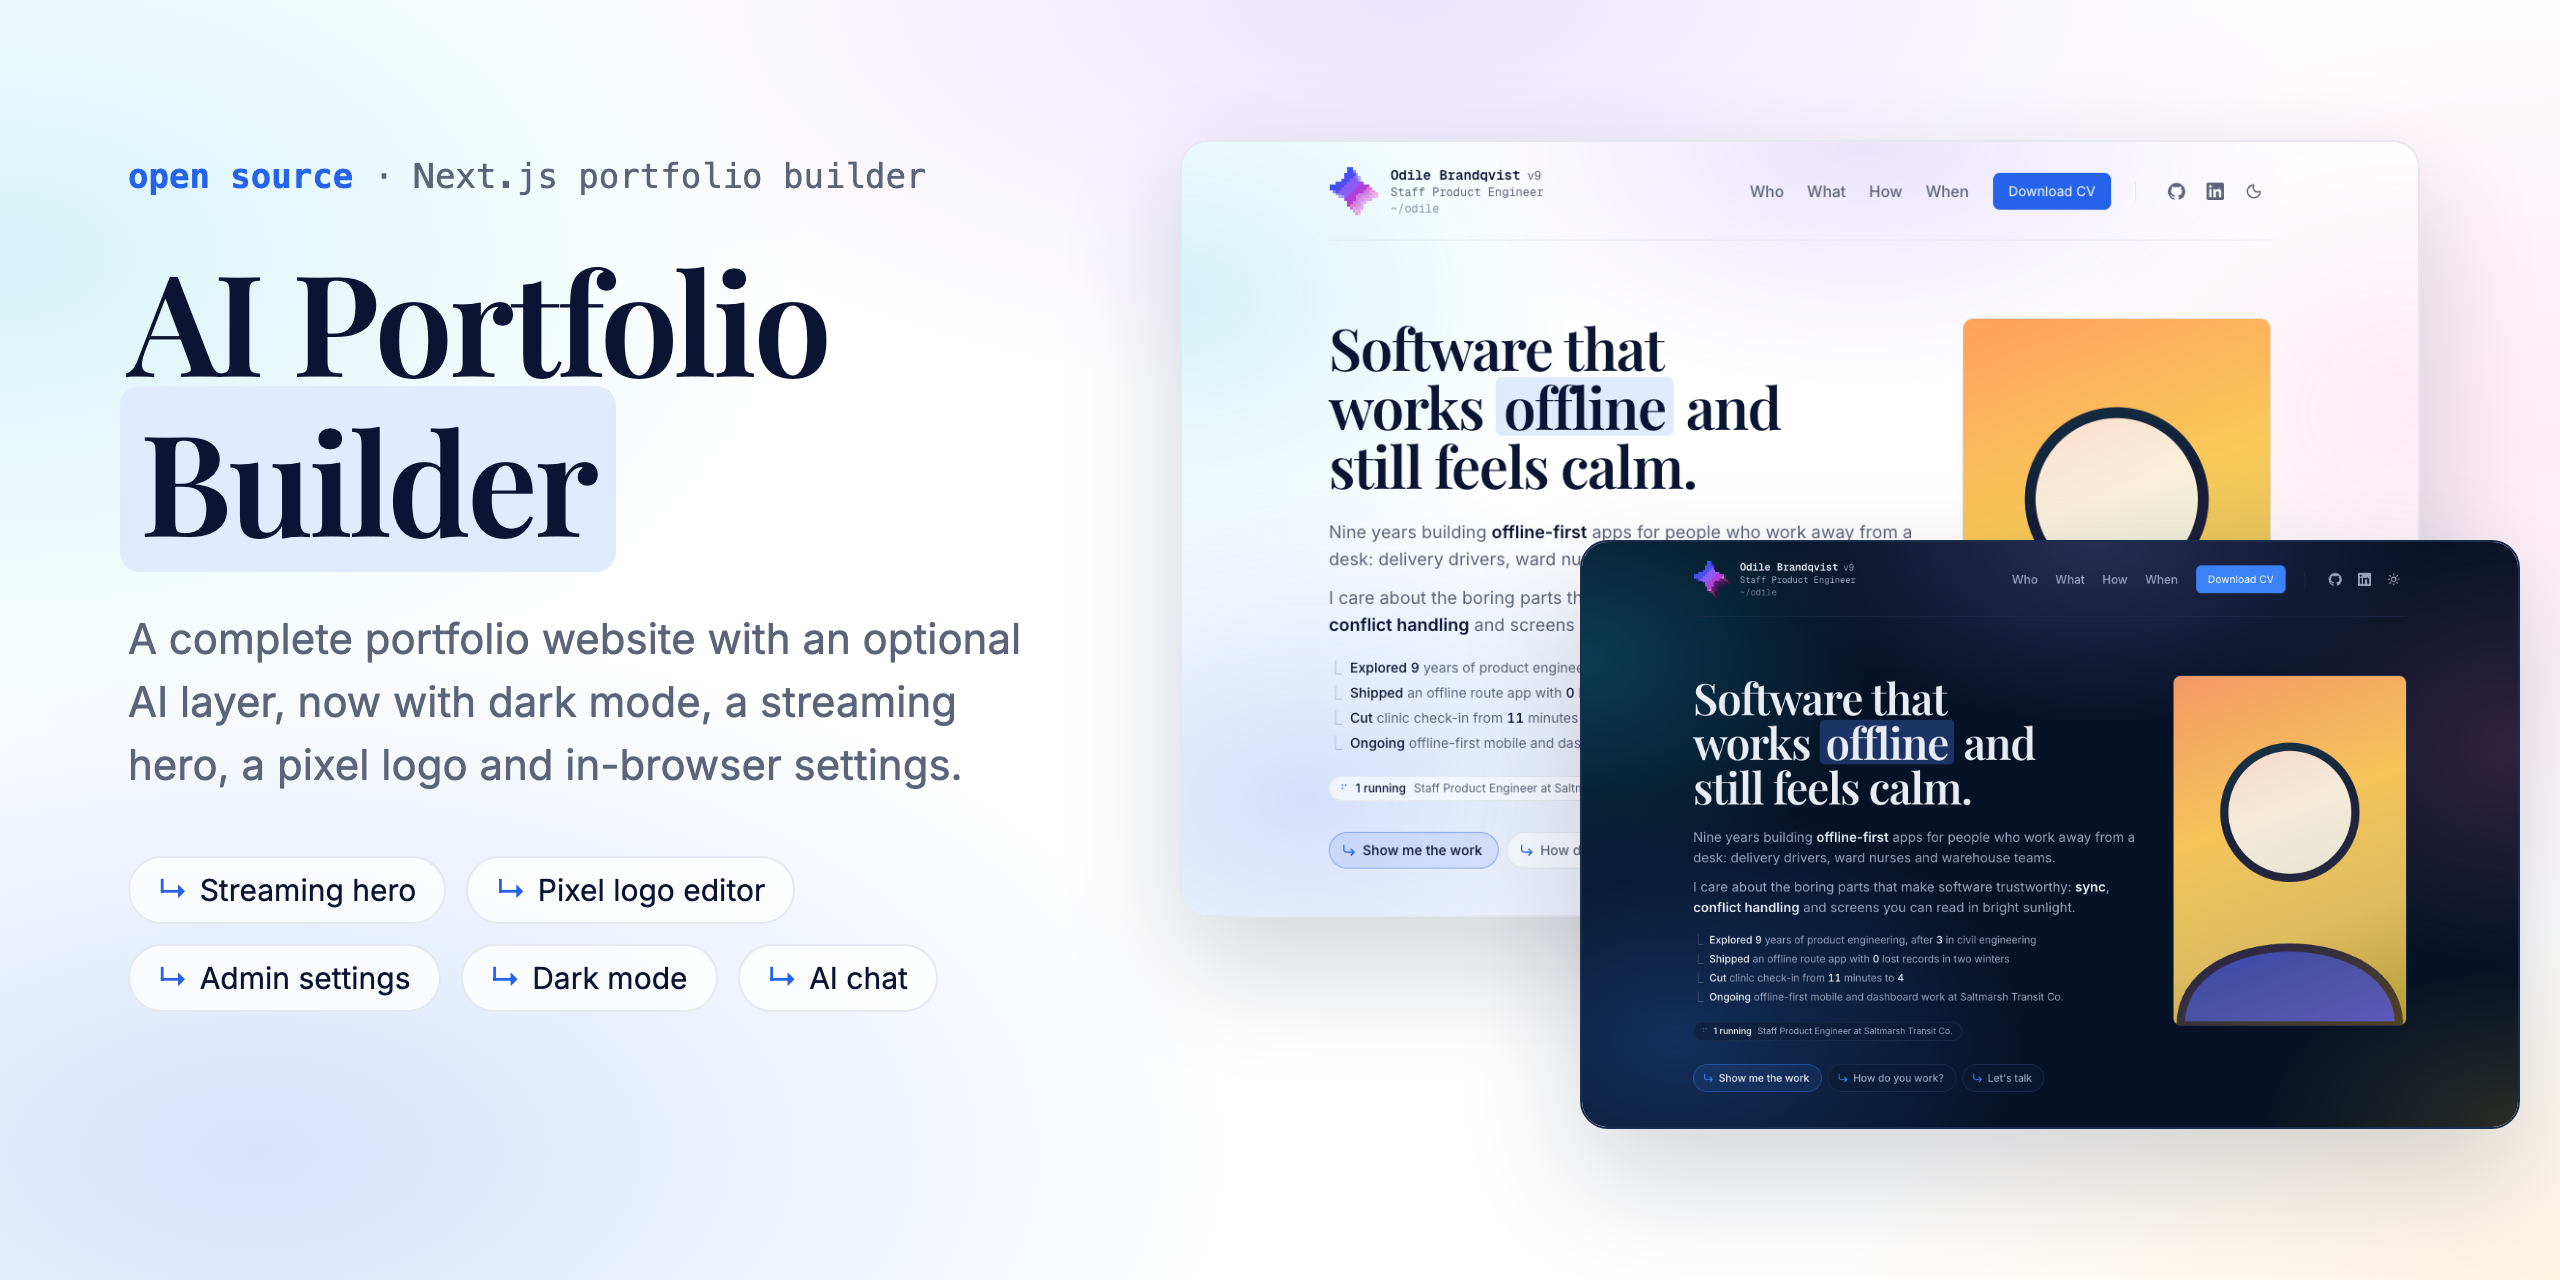 open source · Next.js portfolio builder
AI Portfolio
Builder
A complete portfolio website with an optional
AI layer, now with dark mode, a streaming
hero, a pixel logo and in-browser settings.
↳ Streaming hero
↳ Pixel logo editor
↳ Admin settings
↳ Dark mode
↳ AI chat
Odile Brandqvist v9
Staff Product Engineer
~/odile
Who What How When Download CV
Software that
works offline and
still feels calm.
Nine years building offline-first apps for people who work away from a
desk: delivery drivers, ward nu
I care about the boring parts th
conflict handling and screens
Explored 9 years of product enginee
Shipped an offline route app with 0
Cut clinic check-in from 11 minutes
Ongoing offline-first mobile and das
1 running Staff Product Engineer at Saltm
↳ Show me the work
↳ How d
Odile Brandqvist v9
Staff Product Engineer
~/odile
Who What How When Download CV
Software that
works offline and
still feels calm.
Nine years building offline-first apps for people who work away from a
desk: delivery drivers, ward nurses and warehouse teams.
I care about the boring parts that make software trustworthy: sync,
conflict handling and screens you can read in bright sunlight.
Explored 9 years of product engineering, after 3 in civil engineering
Shipped an offline route app with 0 lost records in two winters
Cut clinic check-in from 11 minutes to 4
Ongoing offline-first mobile and dashboard work at Saltmarsh Transit Co.
1 running Staff Product Engineer at Saltmarsh Transit Co.
↳ Show me the work
↳ How do you work?
↳ Let's talk